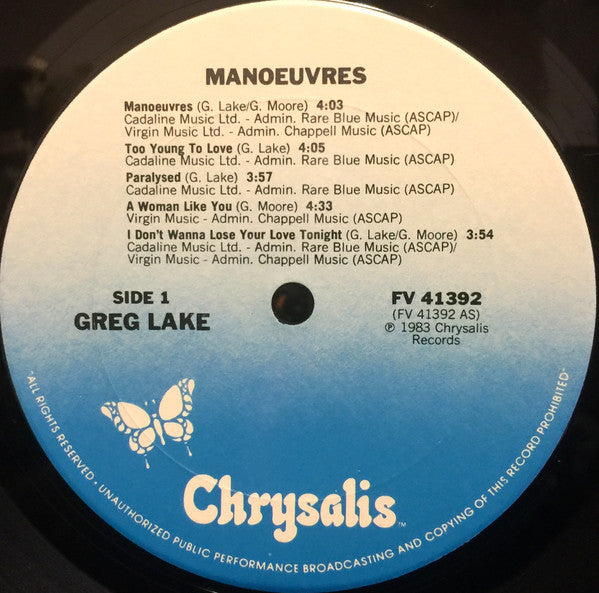 MANOEUVRES
Manoeuvres (G. Lake/G. Moore) 4:03
Cadaline Music Ltd. - Admin. Rare Blue Music (ASCAP)/
Virgin Music Ltd. - Admin. Chappell Music (ASCAP)
Too Young To Love (G. Lake) 4:05
Cadaline Music Ltd. - Admin. Rare Blue Music (ASCAP)
Paralysed (G. Lake) 3:57
Cadaline Music Ltd. - Admin. Rare Blue Music (ASCAP)
A Woman Like You (G. Moore) 4:33
Virgin Music - Admin. Chappell Music (ASCAP)
I Don't Wanna Lose Your Love Tonight (G. Lake/G. Moore) 3:54
Cadaline Music Ltd. - Admin. Rare Blue Music (ASCAP)/
Virgin Music - Admin. Chappell Music (ASCAP)
SIDE 1
GREG LAKE
FV 41392
(FV 41392 AS)
℗ 1983 Chrysalis
Records
Chrysalis™
"ALL RIGHTS RESERVED - UNAUTHORIZED PUBLIC PERFORMANCE BROADCASTING AND COPYING OF THIS RECORD PROHIBITED"